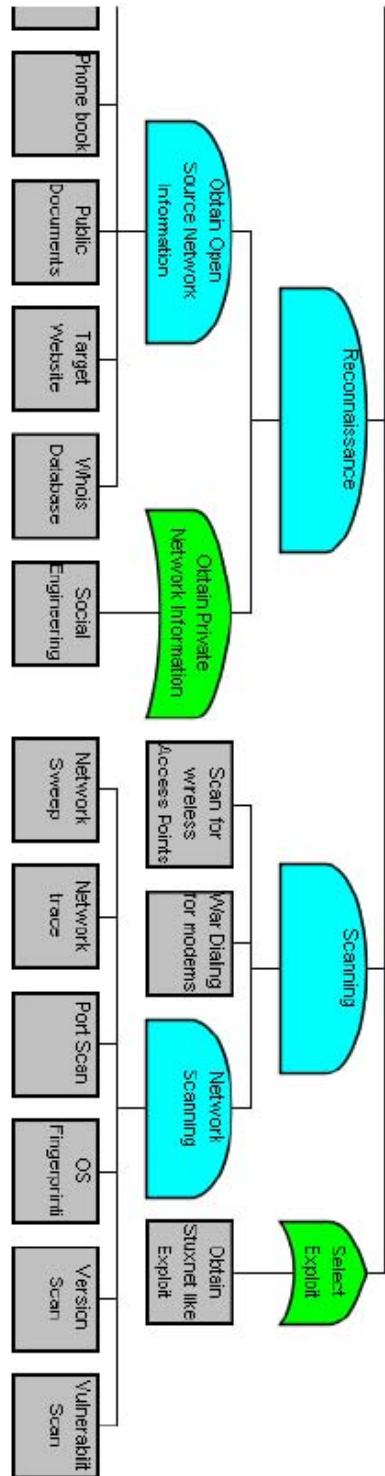 Reconnaissance
Scanning
Select
Exploit
Obtain Open
Source Network
Information
Obtain Private
Network Information
Scan for
wireless
Access Points
War Dialing
for modems
Network
Scanning
Obtain
Stuxnet like
Exploit
Phone book
Public
Documents
Target
Website
Whois
Database
Social
Engineering
Network
Sweep
Network
trace
Port Scan
OS
Fingerprinti
Version
Scan
Vulnerabilit
Scan